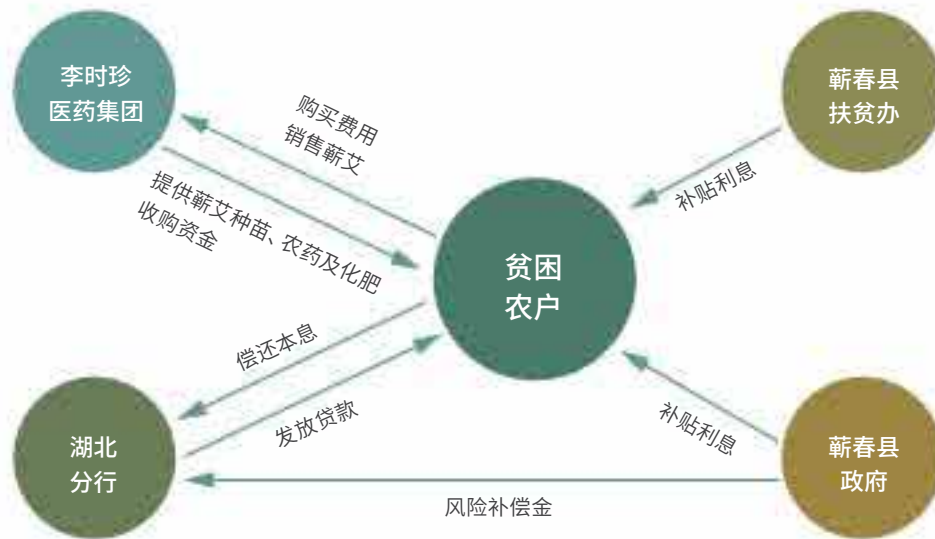 李时珍
医药集团
蕲春县
扶贫办
购买费用
销售蕲艾
补贴利息
提供蕲艾种苗、农药及化肥
收购资金
贫困
农户
偿还本息
发放贷款
补贴利息
湖北
分行
蕲春县
政府
风险补偿金